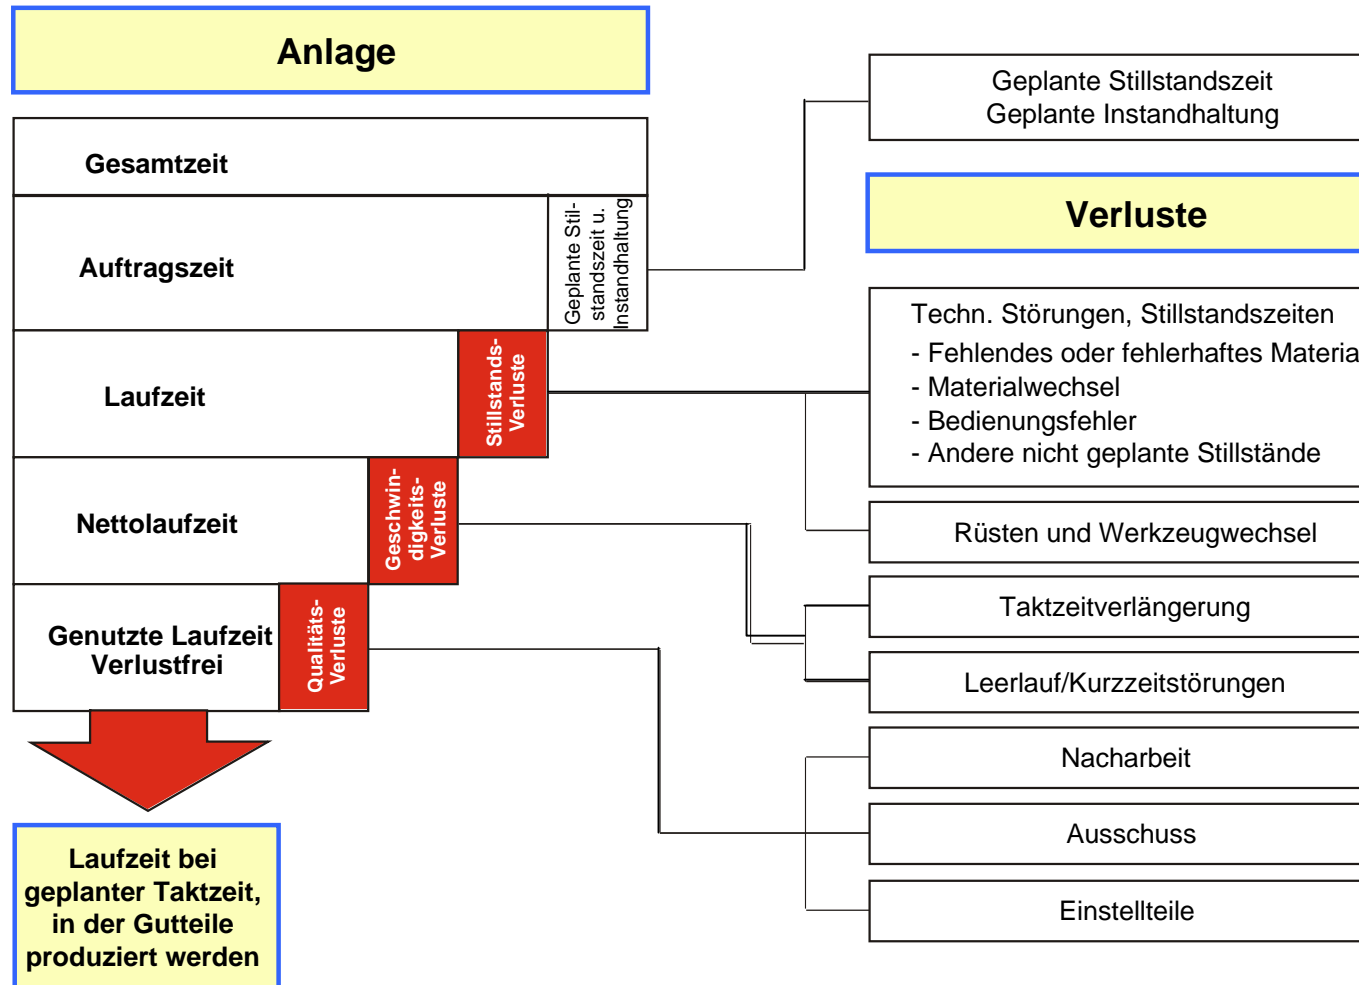 Anlage
Gesamtzeit
Auftragszeit
Geplante Stil-
standszeit u.
Instandhaltung
Laufzeit
Stillstands-
Verluste
Nettolaufzeit
Geschwin-
digkeits-
Verluste
Genutzte Laufzeit
Verlustfrei
Qualitäts-
Verluste
Laufzeit bei
geplanter Taktzeit,
in der Gutteile
produziert werden
Geplante Stillstandszeit
Geplante Instandhaltung
Verluste
Techn. Störungen, Stillstandszeiten
- Fehlendes oder fehlerhaftes Materia
- Materialwechsel
- Bedienungsfehler
- Andere nicht geplante Stillstände
Rüsten und Werkzeugwechsel
Taktzeitverlängerung
Leerlauf/Kurzzeitstörungen
Nacharbeit
Ausschuss
Einstellteile